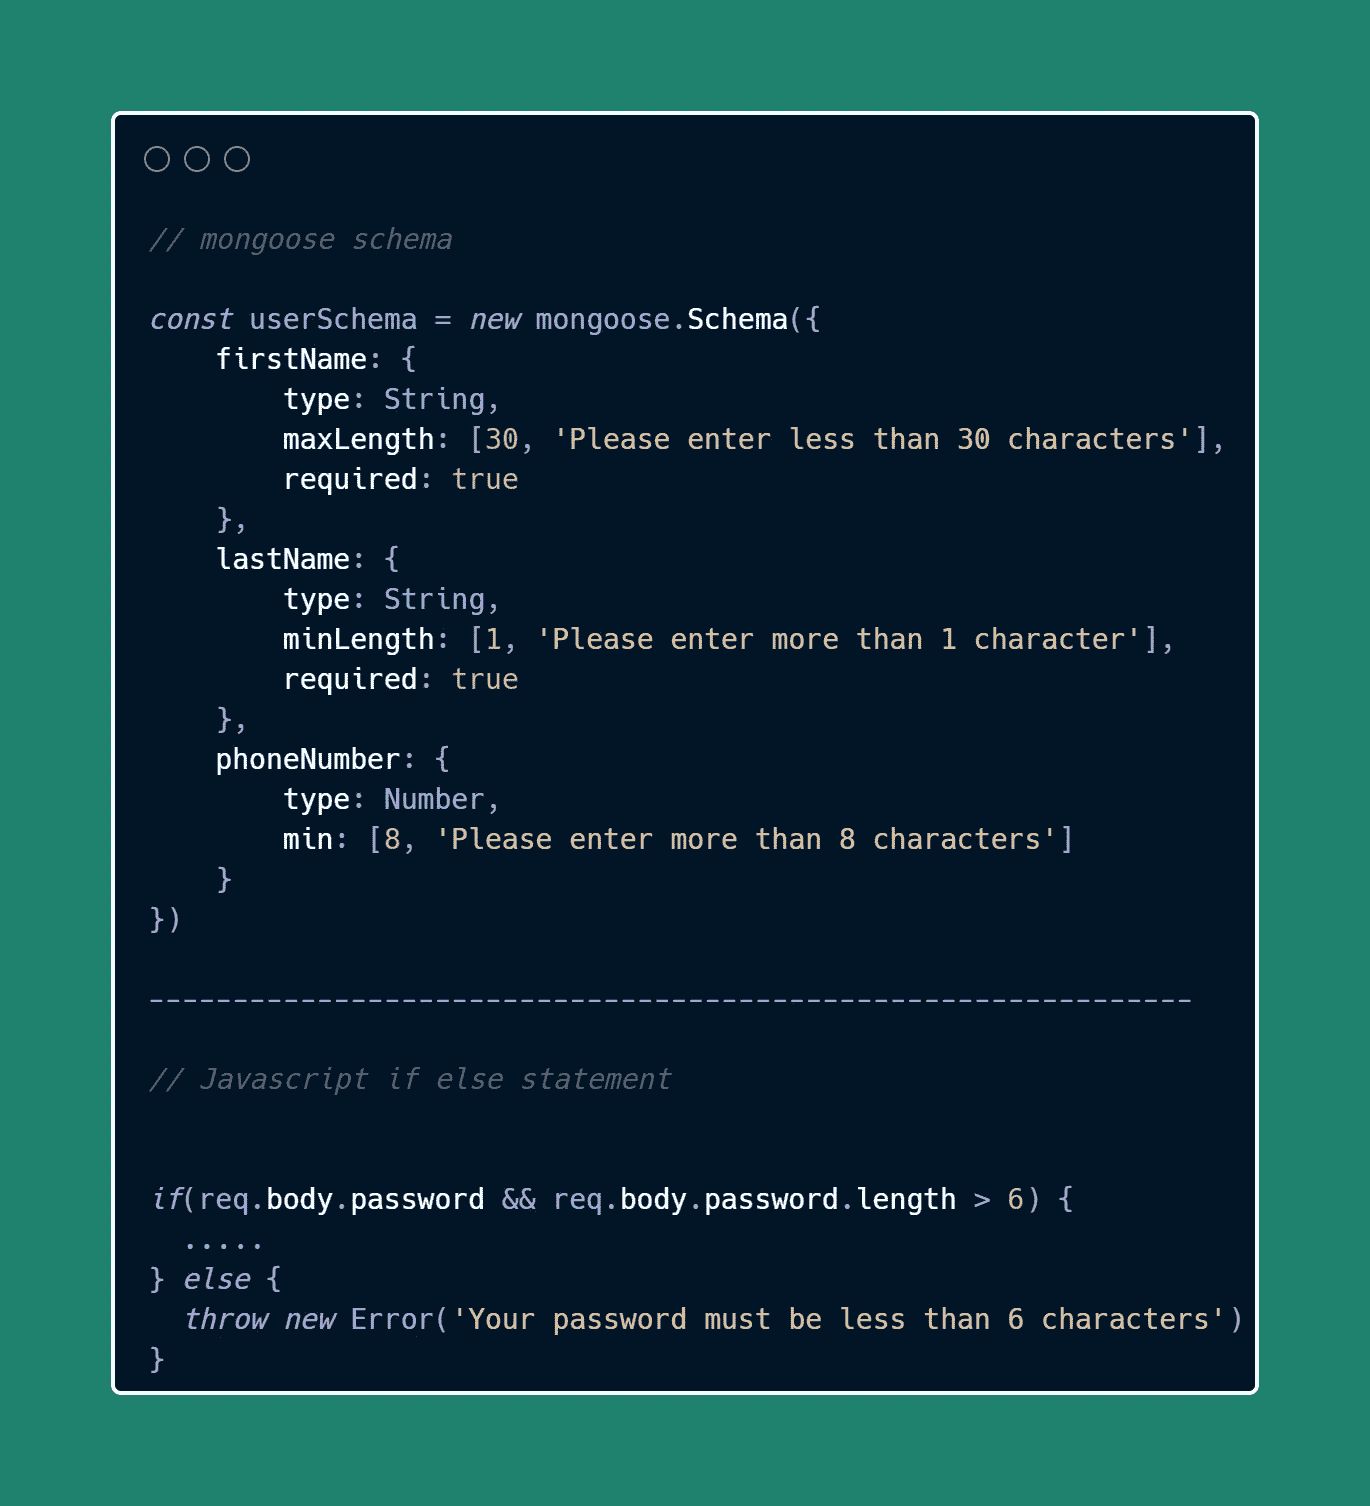 // mongoose schema
const userSchema = new mongoose.Schema({
    firstName: {
        type: String,
        maxLength: [30, 'Please enter less than 30 characters'],
        required: true
    },
    lastName: {
        type: String,
        minLength: [1, 'Please enter more than 1 character'],
        required: true
    },
    phoneNumber: {
        type: Number,
        min: [8, 'Please enter more than 8 characters']
    }
})
--------------------------------------------------------------
// Javascript if else statement
if(req.body.password && req.body.password.length > 6) {
  .....
} else {
  throw new Error('Your password must be less than 6 characters')
}